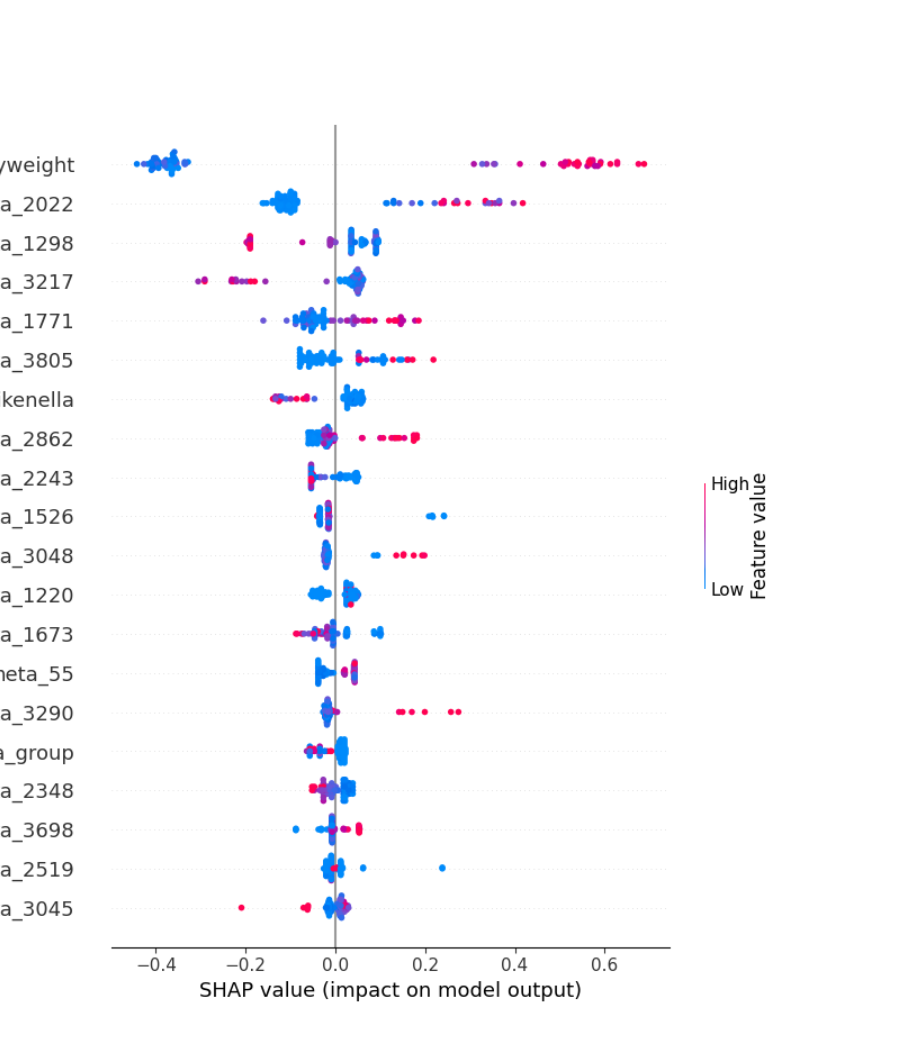 yweight
a_2022
a_1298
a_3217
a_1771
a_3805
ikenella
a_2862
a_2243
a_1526
a_3048
a_1220
a_1673
neta_55
a_3290
a_group
a_2348
a_3698
a_2519
a_3045
High
Low
Feature value
−0.4 −0.2 0.0 0.2 0.4 0.6
SHAP value (impact on model output)